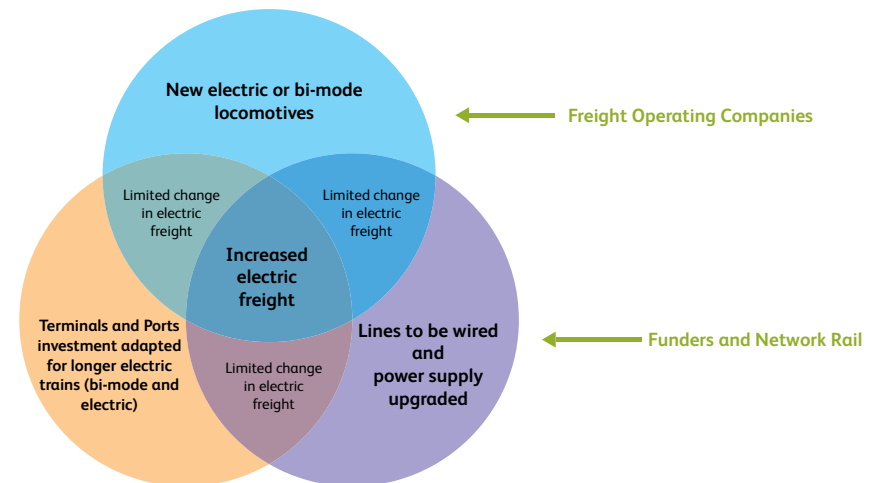 New electric or bi-mode
locomotives
Freight Operating Companies
Limited change
in electric
freight
Limited change
in electric
freight
Increased
electric
freight
Terminals and Ports
investment adapted
for longer electric
trains (bi-mode and
electric)
Lines to be wired
and
power supply
upgraded
Funders and Network Rail
Limited change
in electric
freight